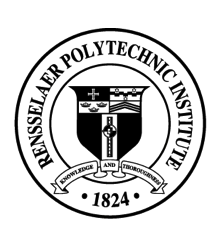 RENSSELAER POLYTECHNIC INSTITUTE
KNOWLEDGE AND THOROUGHNESS
• 1824 •